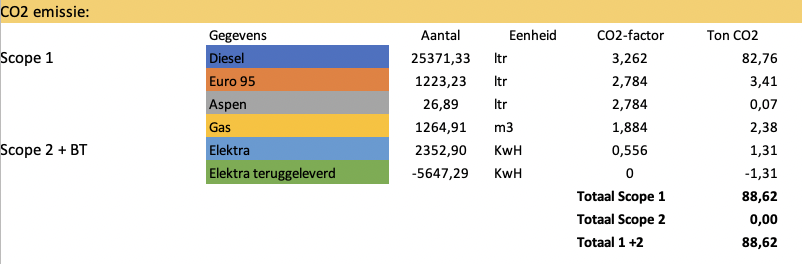 CO2 emissie:
Gegevens Aantal Eenheid CO2-factor Ton CO2
Scope 1 Diesel 25371,33 ltr 3,262 82,76
Euro 95 1223,23 ltr 2,784 3,41
Aspen 26,89 ltr 2,784 0,07
Gas 1264,91 m3 1,884 2,38
Scope 2 + BT Elektra 2352,90 KwH 0,556 1,31
Elektra teruggeleverd -5647,29 KwH 0 -1,31
Totaal Scope 1 88,62
Totaal Scope 2 0,00
Totaal 1 +2 88,62